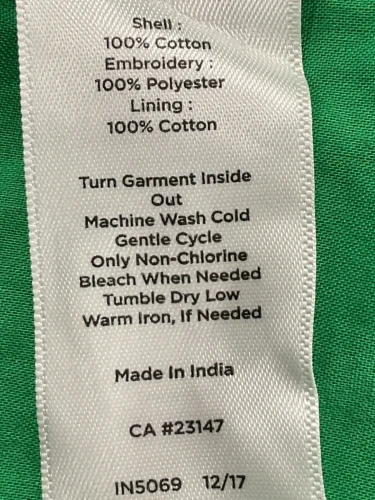 Shell :
100% Cotton
Embroidery :
100% Polyester
Lining :
100% Cotton
Turn Garment Inside
Out
Machine Wash Cold
Gentle Cycle
Only Non-Chlorine
Bleach When Needed
Tumble Dry Low
Warm Iron, If Needed
Made In India
CA #23147
IN5069 12/17